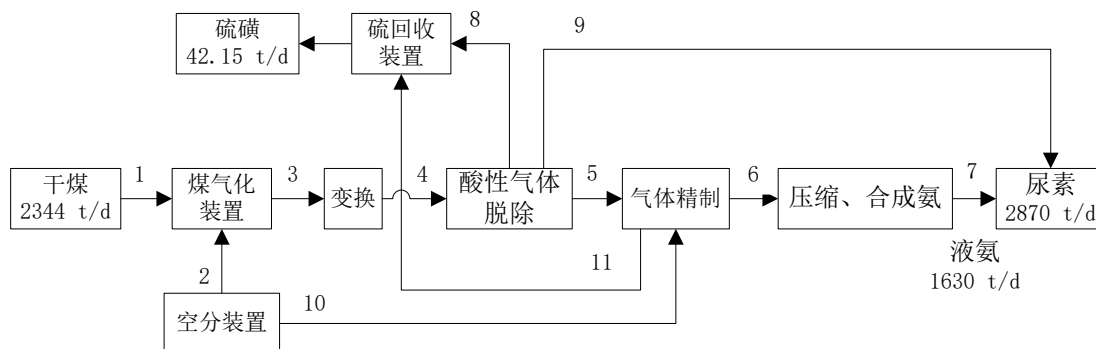 硫磺
42.15 t/d
硫回收
装置
8
9
干煤
2344 t/d
1
煤气化
装置
3
变换
4
酸性气体
脱除
5
气体精制
6
压缩、合成氨
7
尿素
2870 t/d
液氨
1630 t/d
2
11
空分装置
10